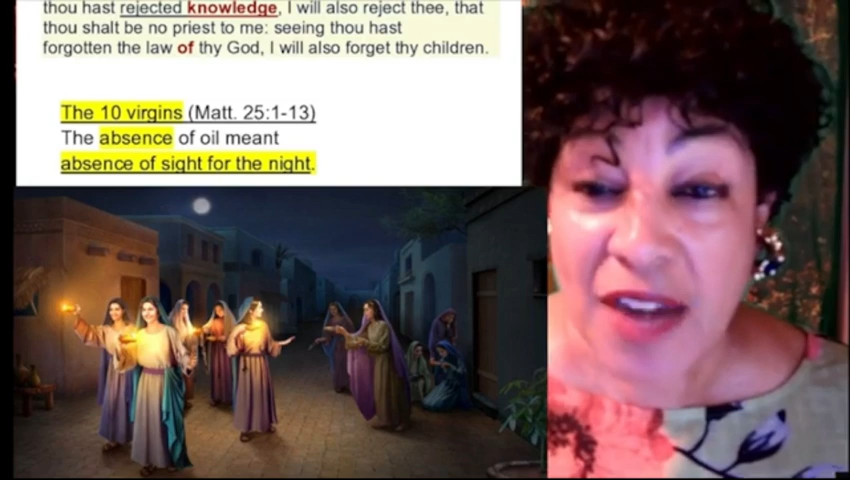 thou hast rejected knowledge, I will also reject thee, that
thou shalt be no priest to me: seeing thou hast
forgotten the law of thy God, I will also forget thy children.
The 10 virgins (Matt. 25:1-13)
The absence of oil meant
absence of sight for the night.